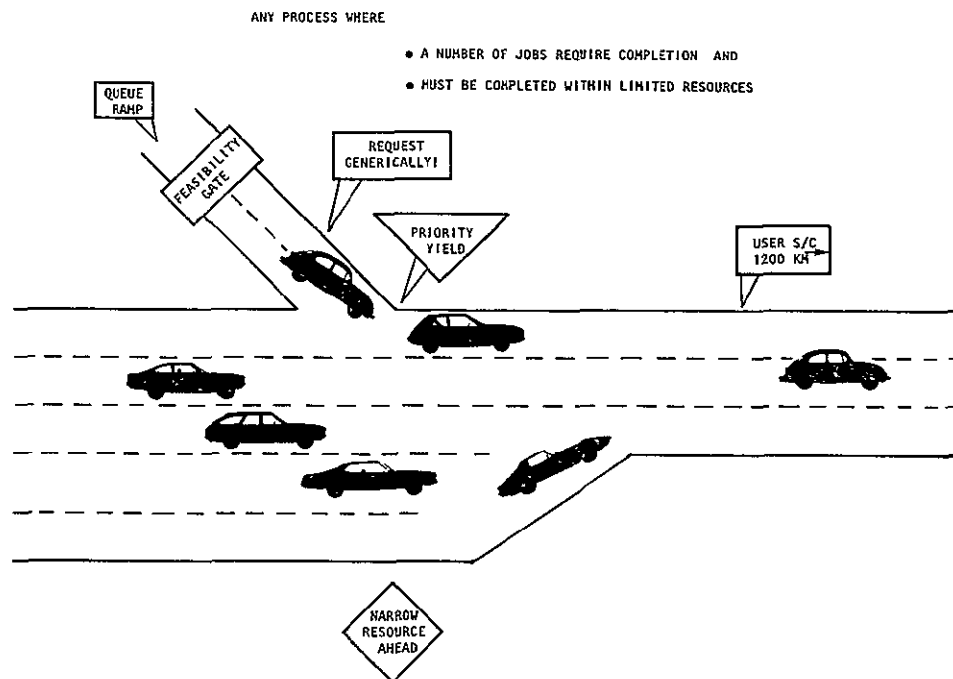 ANY PROCESS WHERE
• A NUMBER OF JOBS REQUIRE COMPLETION AND
• MUST BE COMPLETED WITHIN LIMITED RESOURCES
QUEUE
RAMP
FEASIBILITY
GATE
REQUEST
GENERICALLY!
PRIORITY
YIELD
USER S/C
1200 KM
NARROW
RESOURCE
AHEAD